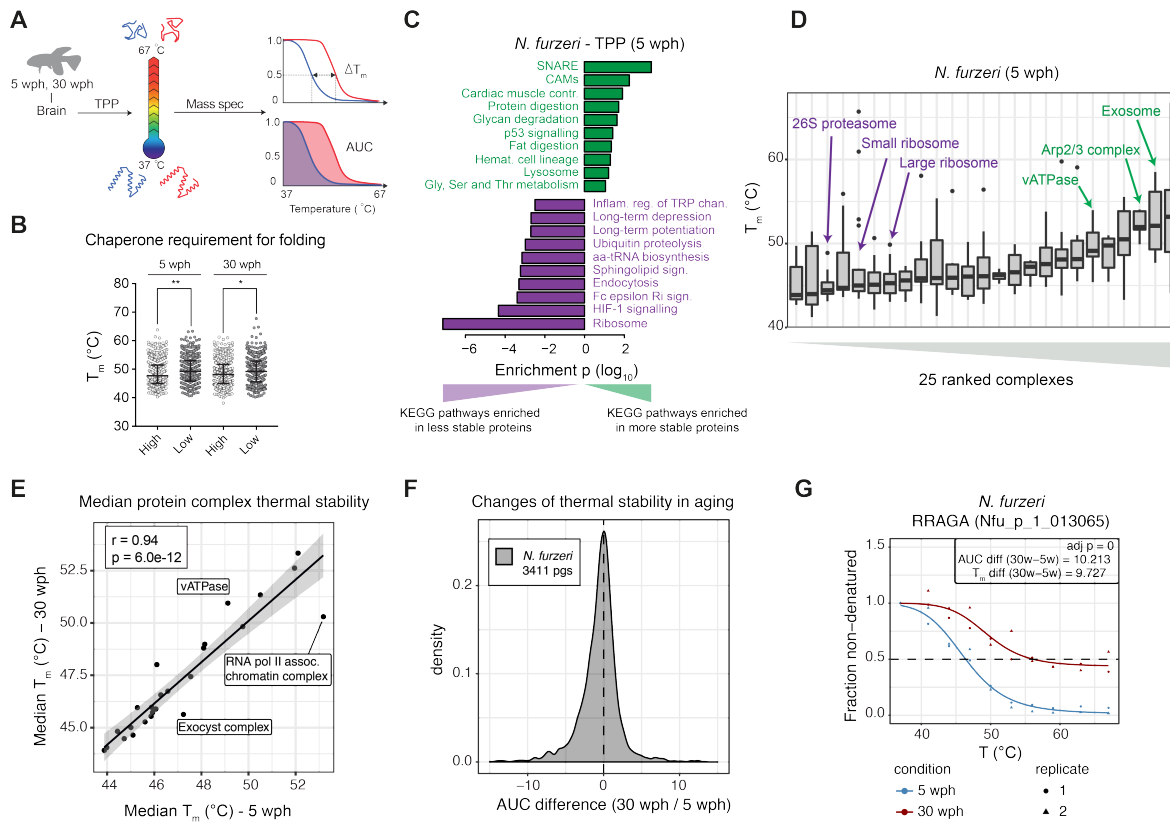 A
67 °C
5 wph, 30 wph
Brain
TPP
Mass spec
37 °C
1.0
0.5
ΔTm
0
1.0
0.5
AUC
0
37
67
Temperature ( °C)
B
Chaperone requirement for folding
5 wph
30 wph
**
*
80
70
60
50
40
30
Tm (°C)
High
Low
High
Low
C
N. furzeri - TPP (5 wph)
SNARE
CAMs
Cardiac muscle contr.
Protein digestion
Glycan degradation
p53 signalling
Fat digestion
Hemat. cell lineage
Lysosome
Gly, Ser and Thr metabolism
Inflam. reg. of TRP chan.
Long-term depression
Long-term potentiation
Ubiquitin proteolysis
aa-tRNA biosynthesis
Sphingolipid sign.
Endocytosis
Fc epsilon Ri sign.
HIF-1 signalling
Ribosome
−6
−4
−2
0
2
Enrichment p (log10)
KEGG pathways enriched
in less stable proteins
KEGG pathways enriched
in more stable proteins
D
N. furzeri (5 wph)
Tm (°C)
60
50
40
26S proteasome
Small ribosome
Large ribosome
Exosome
Arp2/3 complex
vATPase
25 ranked complexes
E
Median protein complex thermal stability
r = 0.94
p = 6.0e-12
vATPase
RNA pol II assoc.
chromatin complex
Exocyst complex
52.5
50.0
47.5
45.0
Median Tm (°C) – 30 wph
44
46
48
50
52
Median Tm (°C) - 5 wph
F
Changes of thermal stability in aging
N. furzeri
3411 pgs
0.2
0.1
0.0
density
−10
0
10
AUC difference (30 wph / 5 wph)
G
N. furzeri
RRAGA (Nfu_p_1_013065)
adj p = 0
AUC diff (30w−5w) = 10.213
Tm diff (30w−5w) = 9.727
1.5
1.0
0.5
0.0
Fraction non−denatured
40
50
60
T (°C)
condition
5 wph
30 wph
replicate
1
2